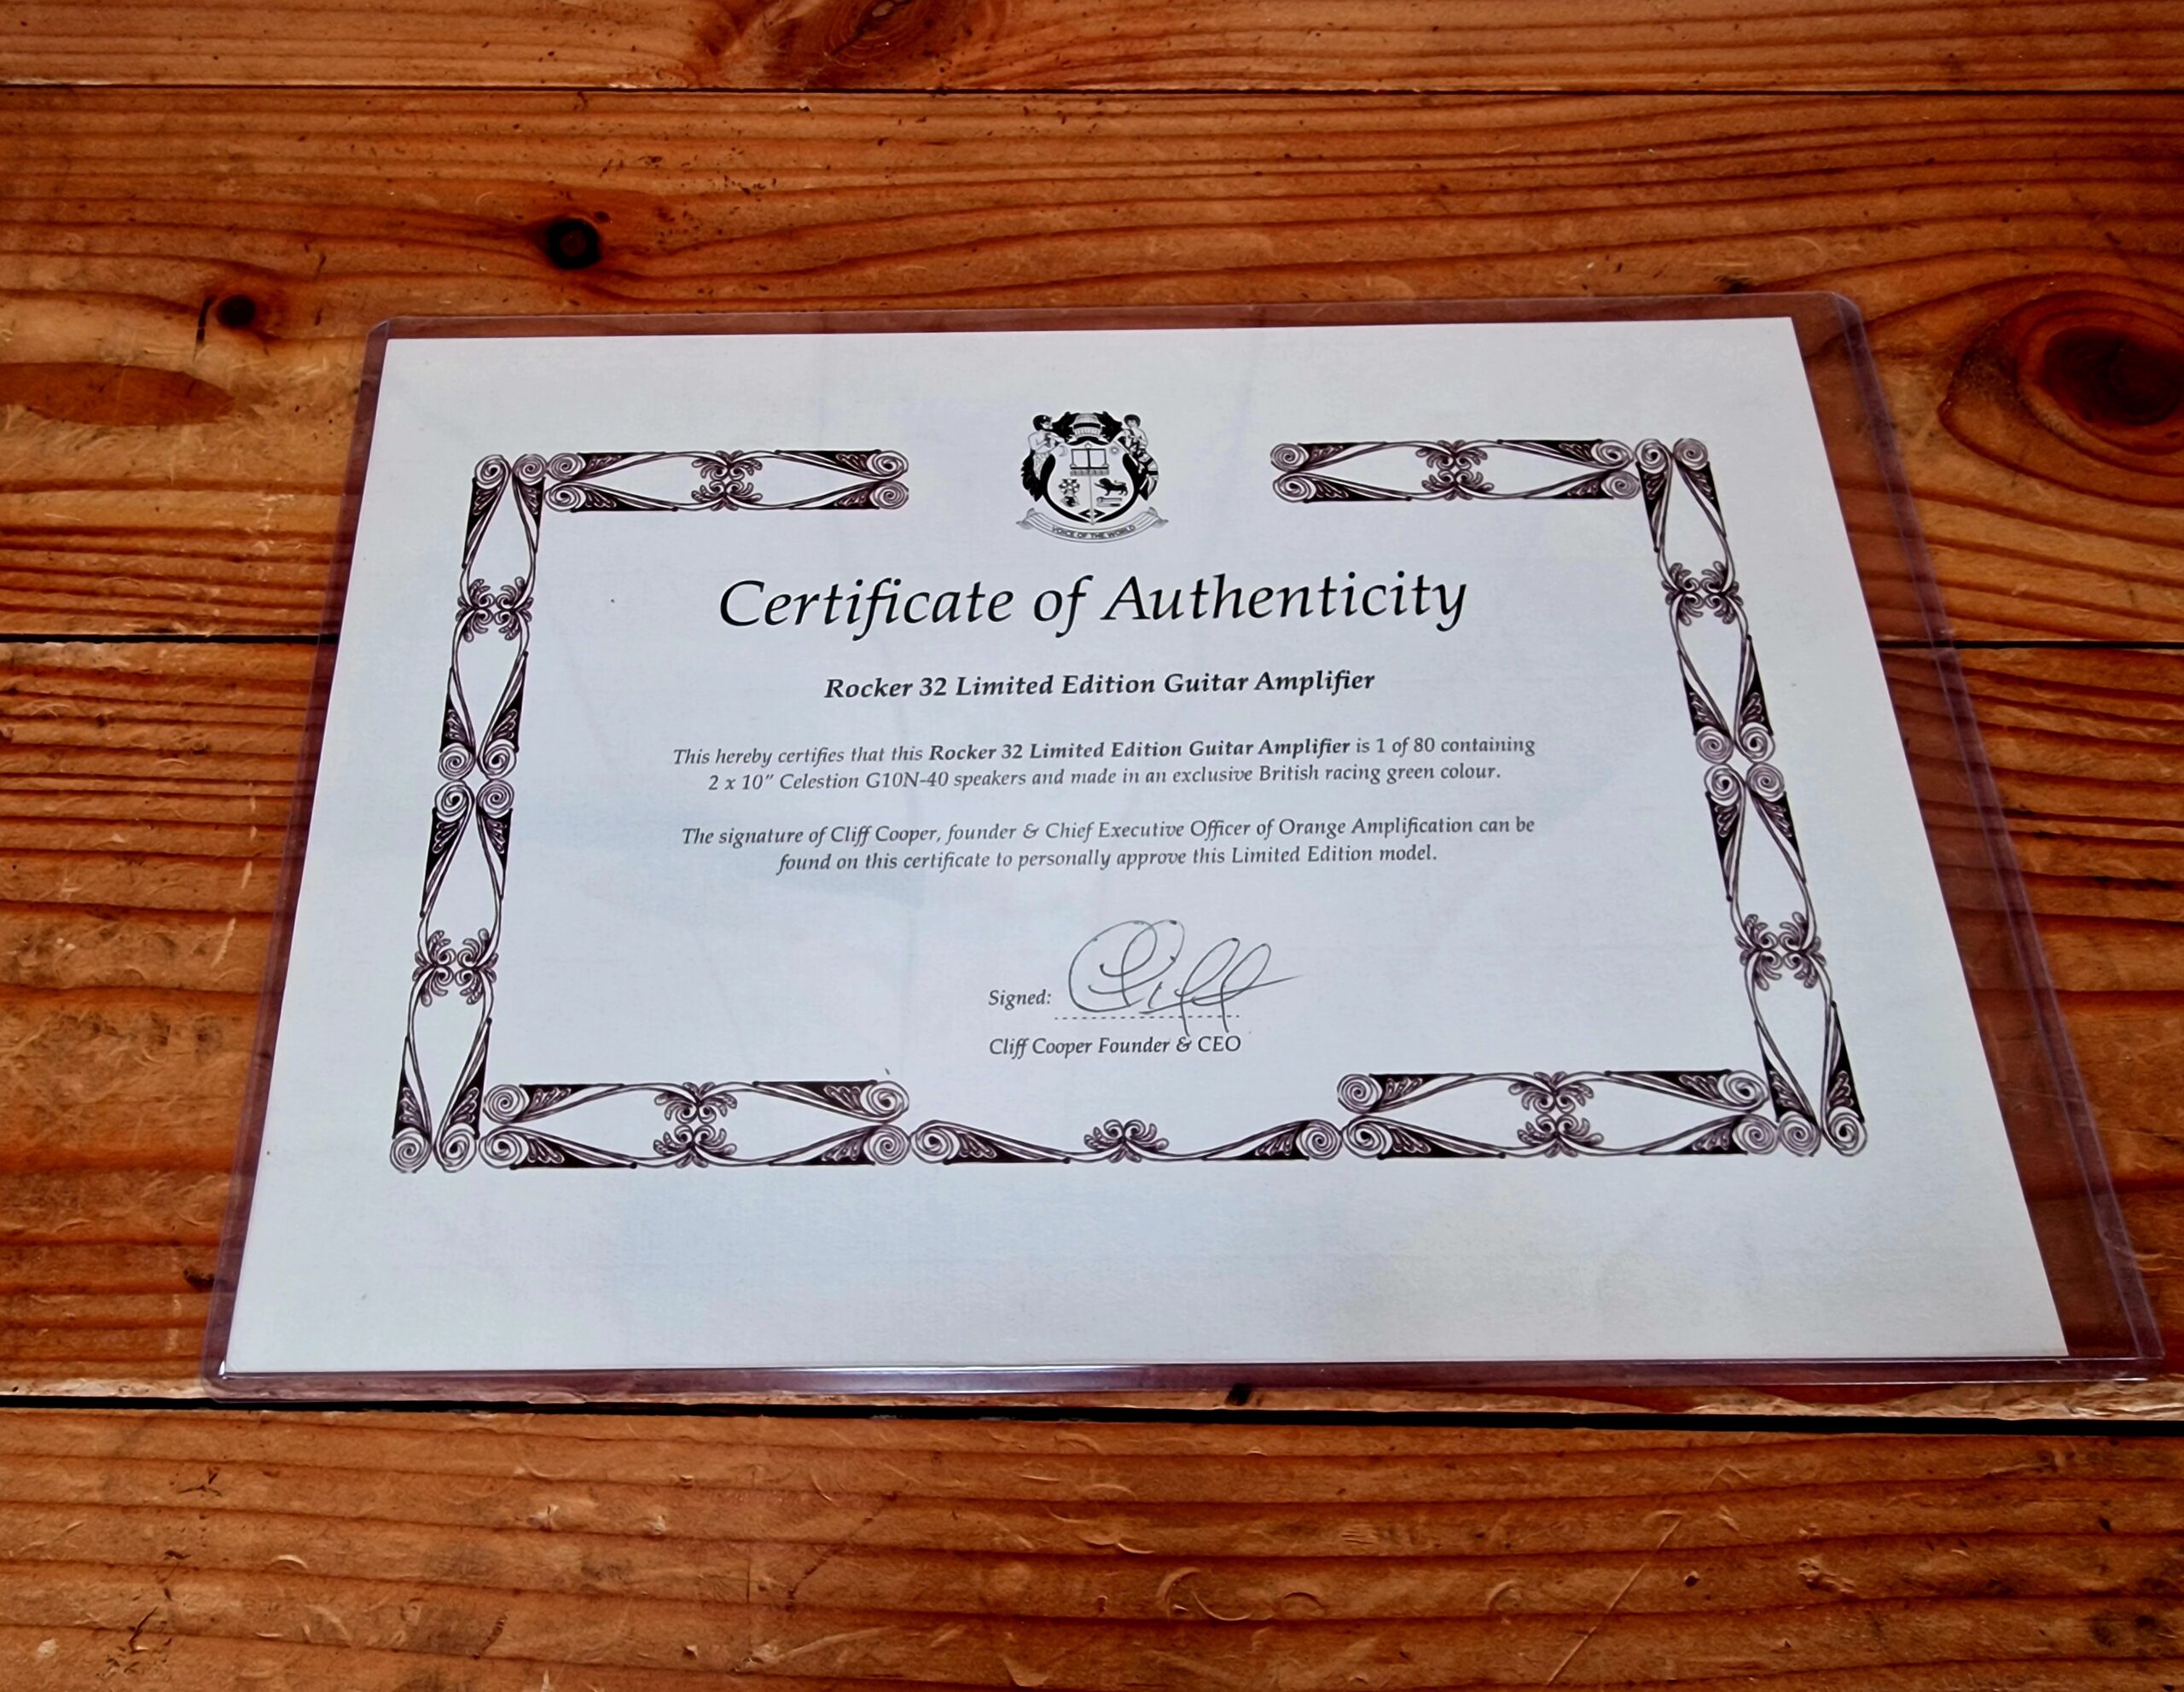 VOICE OF THE WORLD
Certificate of Authenticity
Rocker 32 Limited Edition Guitar Amplifier
This hereby certifies that this Rocker 32 Limited Edition Guitar Amplifier is 1 of 80 containing
2 x 10" Celestion G10N-40 speakers and made in an exclusive British racing green colour.
The signature of Cliff Cooper, founder & Chief Executive Officer of Orange Amplification can be
found on this certificate to personally approve this Limited Edition model.
Signed: Cliff
Cliff Cooper Founder & CEO